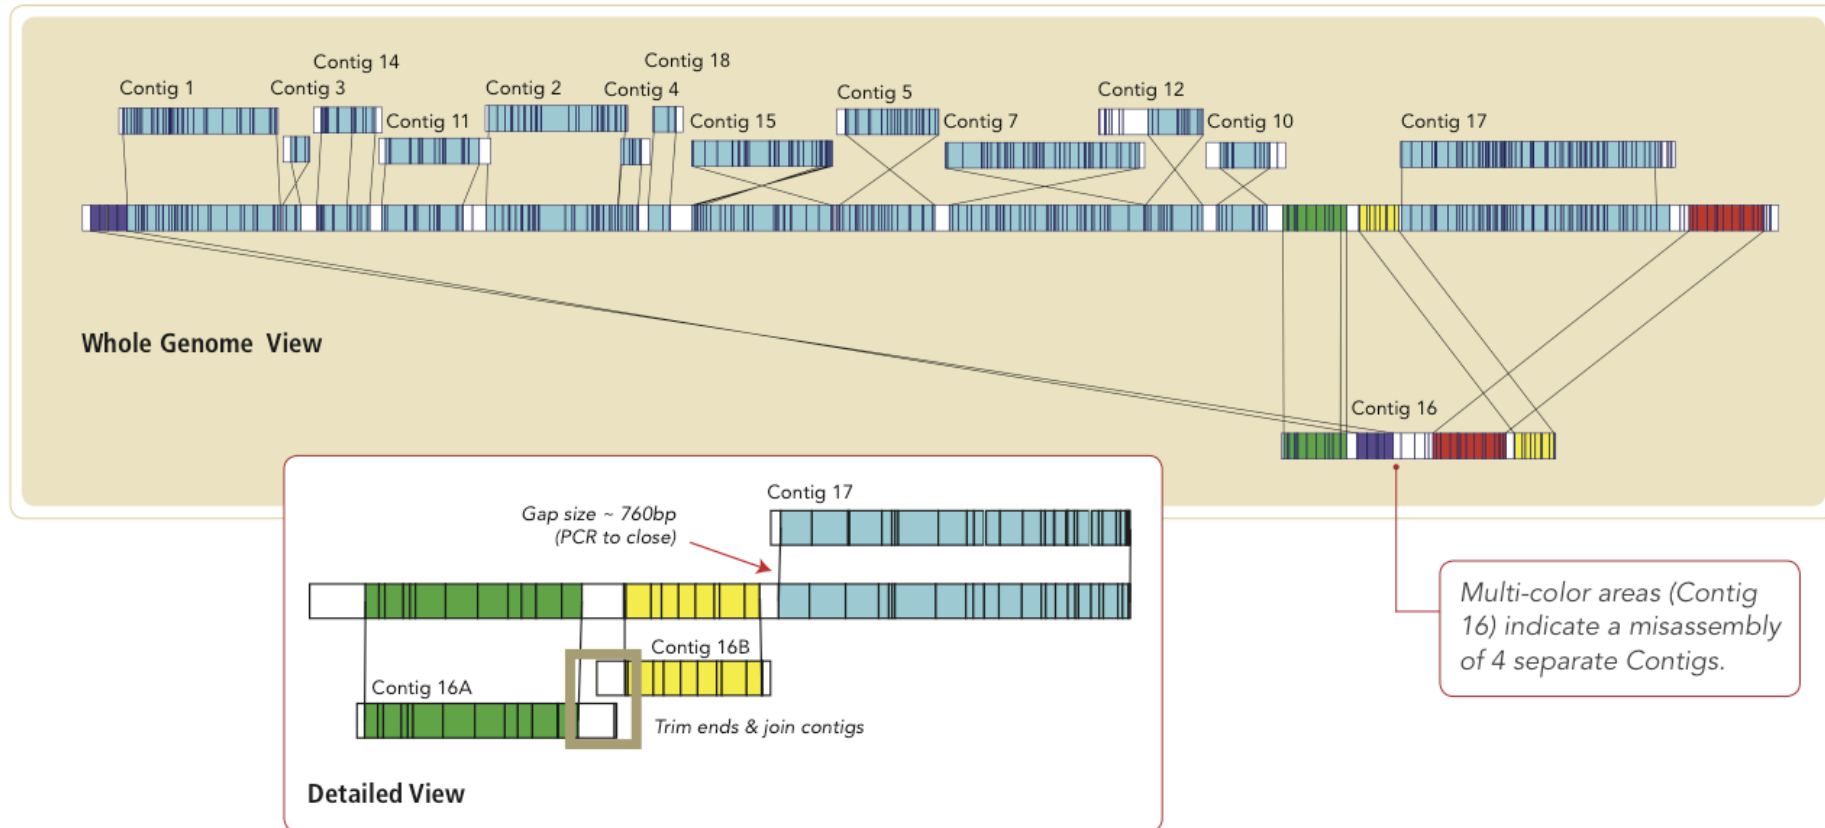 Contig 14
Contig 18
Contig 1
Contig 3
Contig 2
Contig 4
Contig 5
Contig 12
Contig 11
Contig 15
Contig 7
Contig 10
Contig 17
Whole Genome View
Contig 16
Contig 17
Gap size ~ 760bp
(PCR to close)
Contig 16B
Contig 16A
Trim ends & join contigs
Detailed View
Multi-color areas (Contig
16) indicate a misassembly
of 4 separate Contigs.